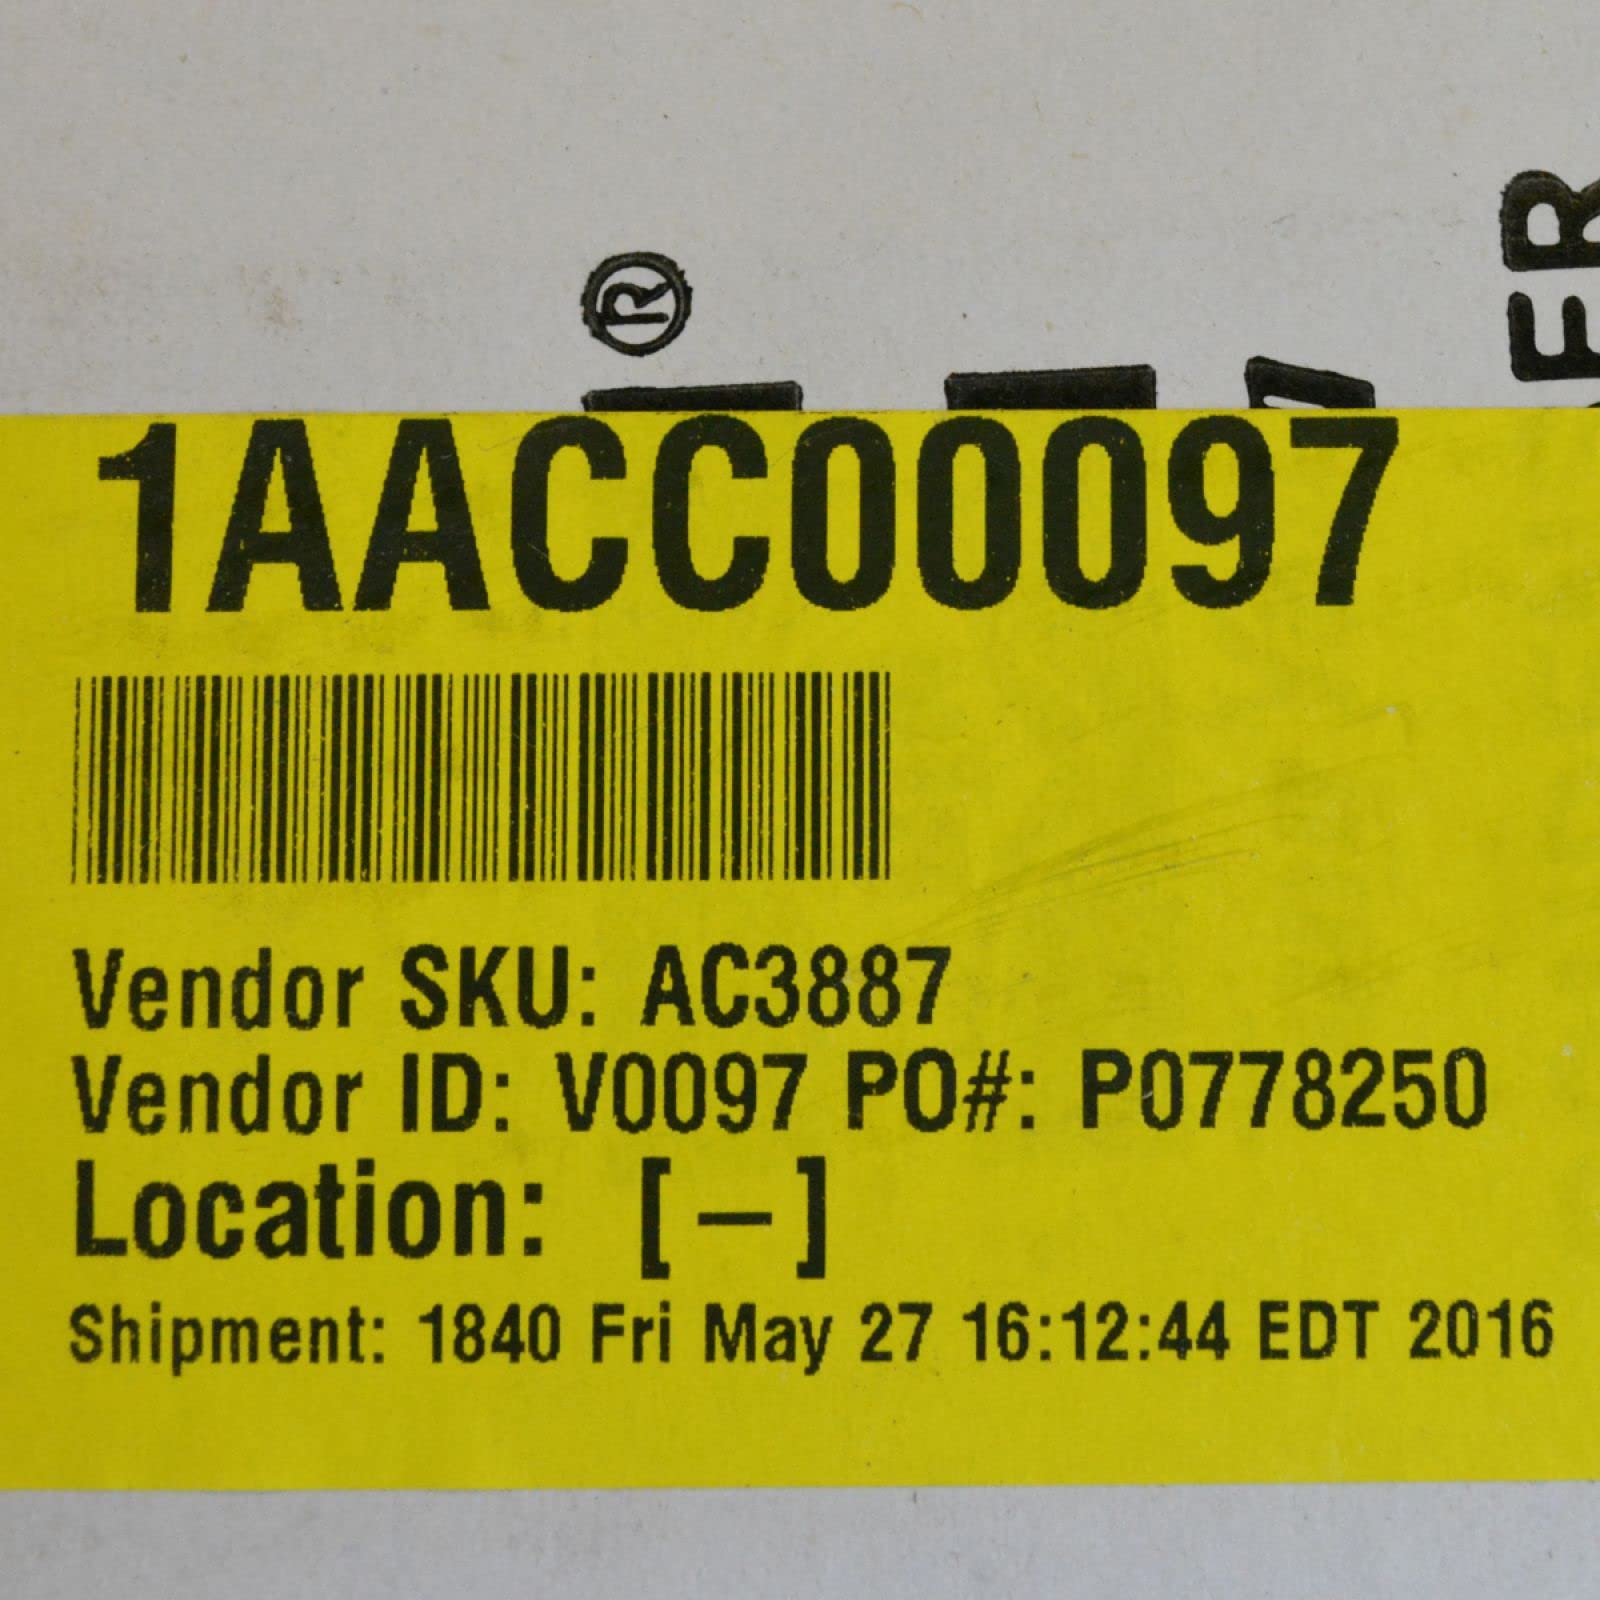 ®
ER
1AACC00097
Vendor SKU: AC3887
Vendor ID: V0097 PO#: P0778250
Location: [-]
Shipment: 1840 Fri May 27 16:12:44 EDT 2016